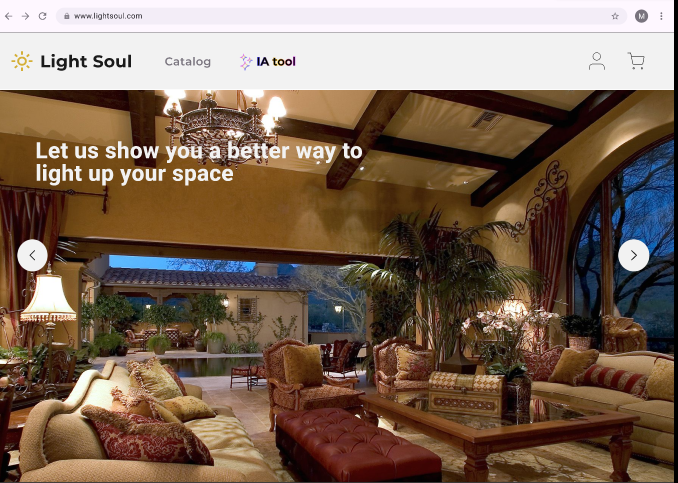 www.lightsoul.com
M
Light Soul
Catalog
IA tool
Let us show you a better way to
light up your space